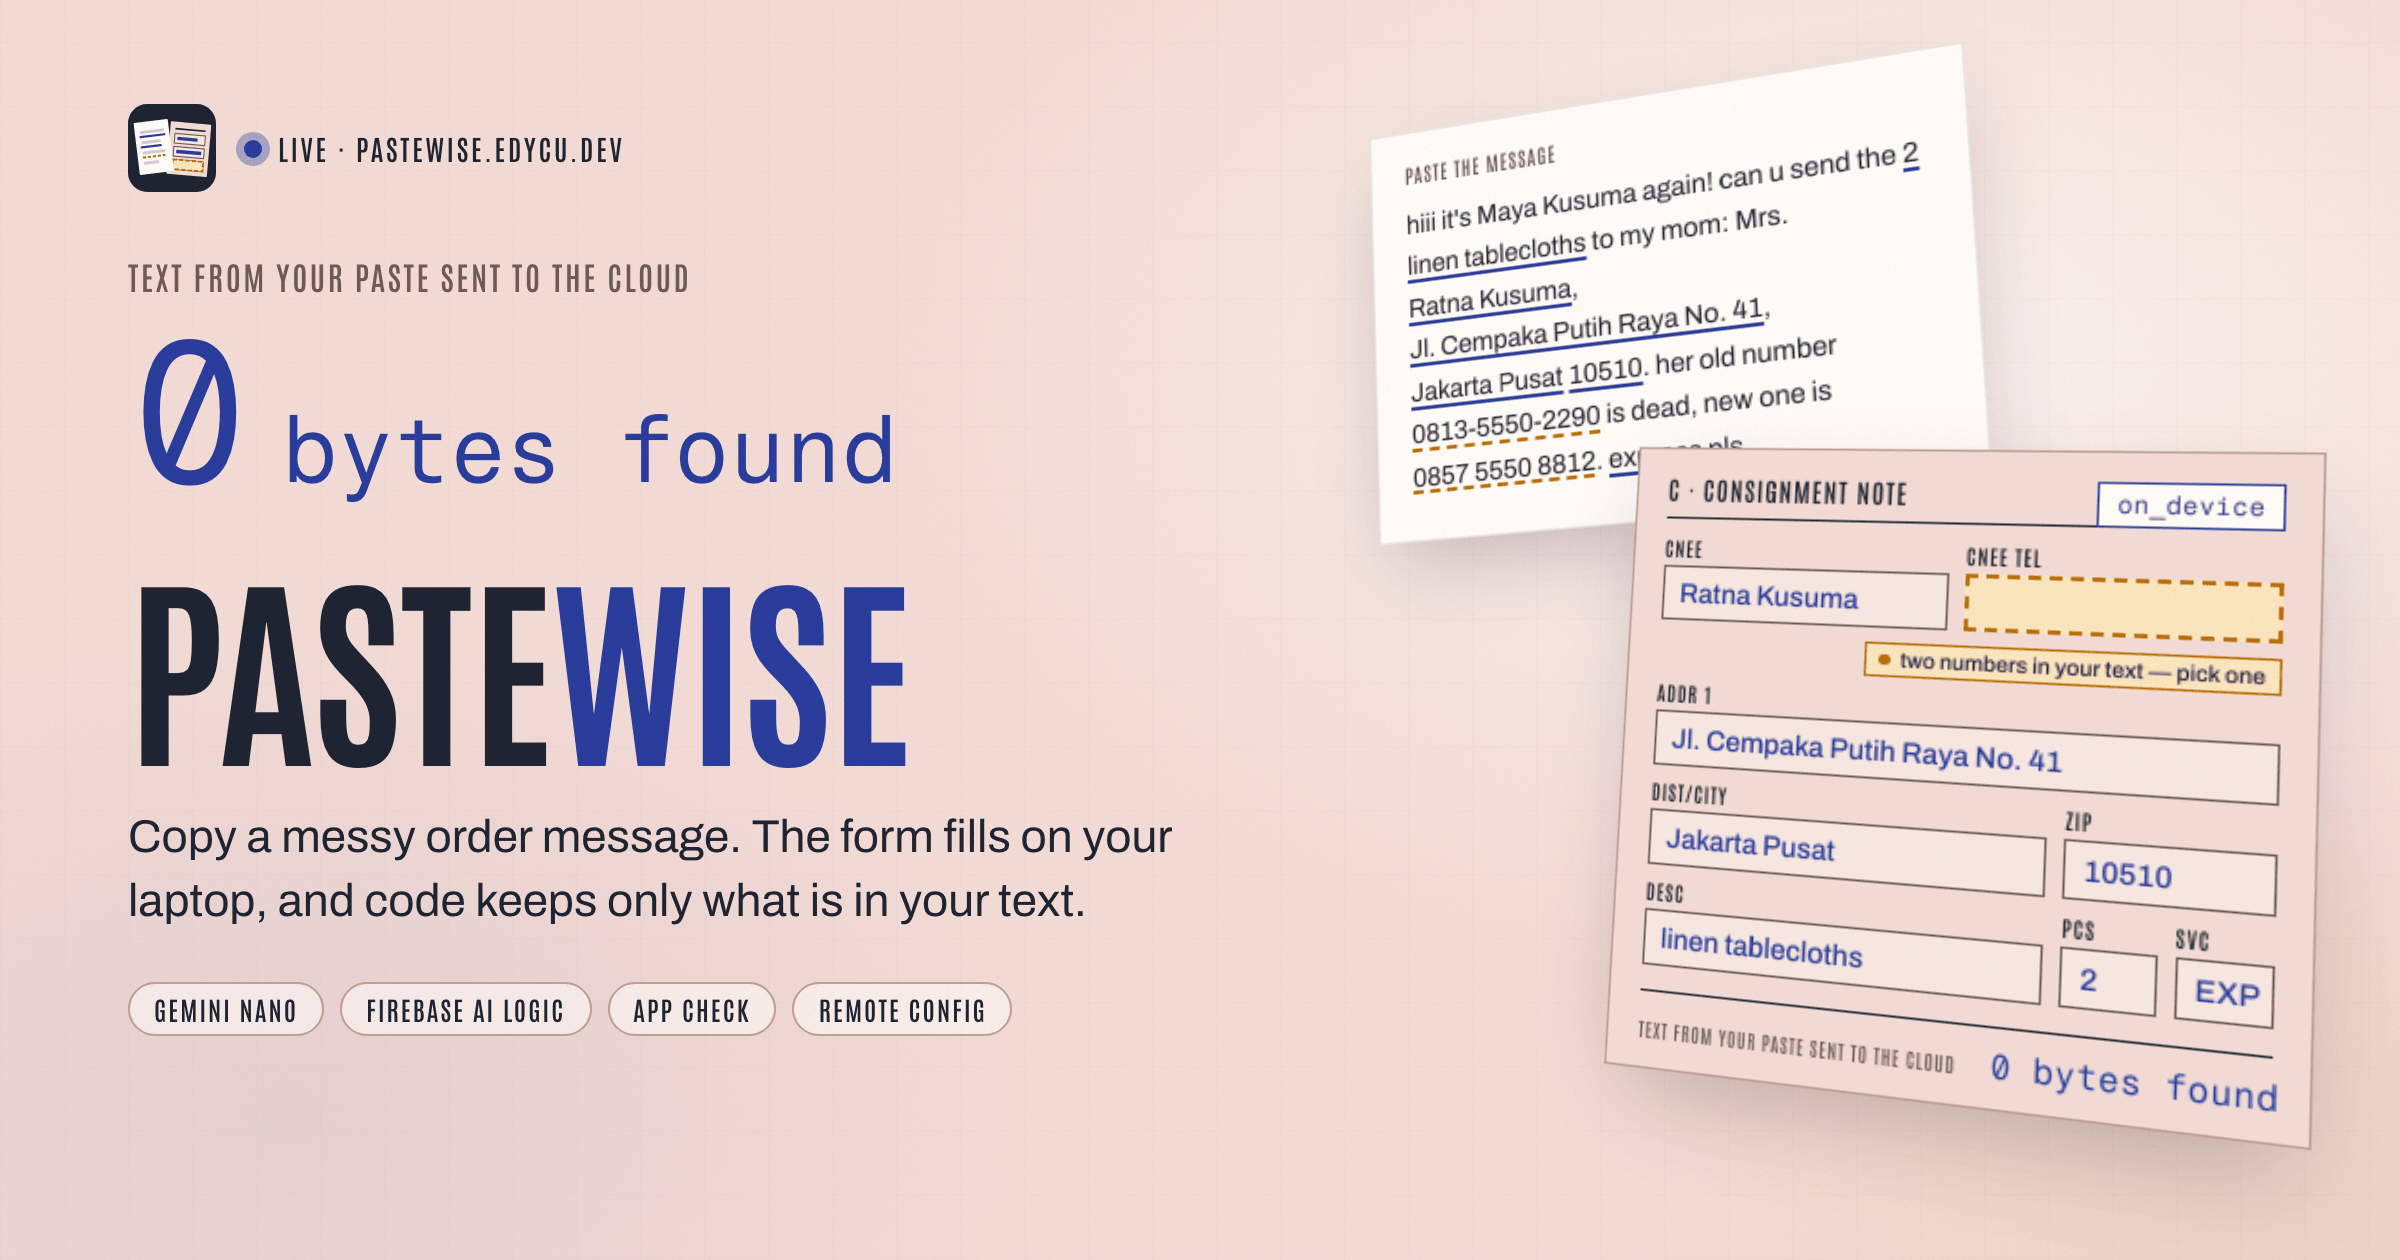 LIVE · PASTEWISE.EDYCU.DEV
TEXT FROM YOUR PASTE SENT TO THE CLOUD
0 bytes found
PASTEWISE
Copy a messy order message. The form fills on your
laptop, and code keeps only what is in your text.
GEMINI NANO
FIREBASE AI LOGIC
APP CHECK
REMOTE CONFIG
PASTE THE MESSAGE
hiii it's Maya Kusuma again! can u send the 2
linen tablecloths to my mom: Mrs.
Ratna Kusuma,
Jl. Cempaka Putih Raya No. 41,
Jakarta Pusat 10510. her old number
0813-5550-2290 is dead, new one is
0857 5550 8812. pls
C · CONSIGNMENT NOTE
on_device
CNEE
Ratna Kusuma
CNEE TEL
two numbers in your text — pick one
ADDR 1
Jl. Cempaka Putih Raya No. 41
DIST/CITY
Jakarta Pusat
ZIP
10510
DESC
linen tablecloths
PCS
2
SVC
EXP
TEXT FROM YOUR PASTE SENT TO THE CLOUD
0 bytes found